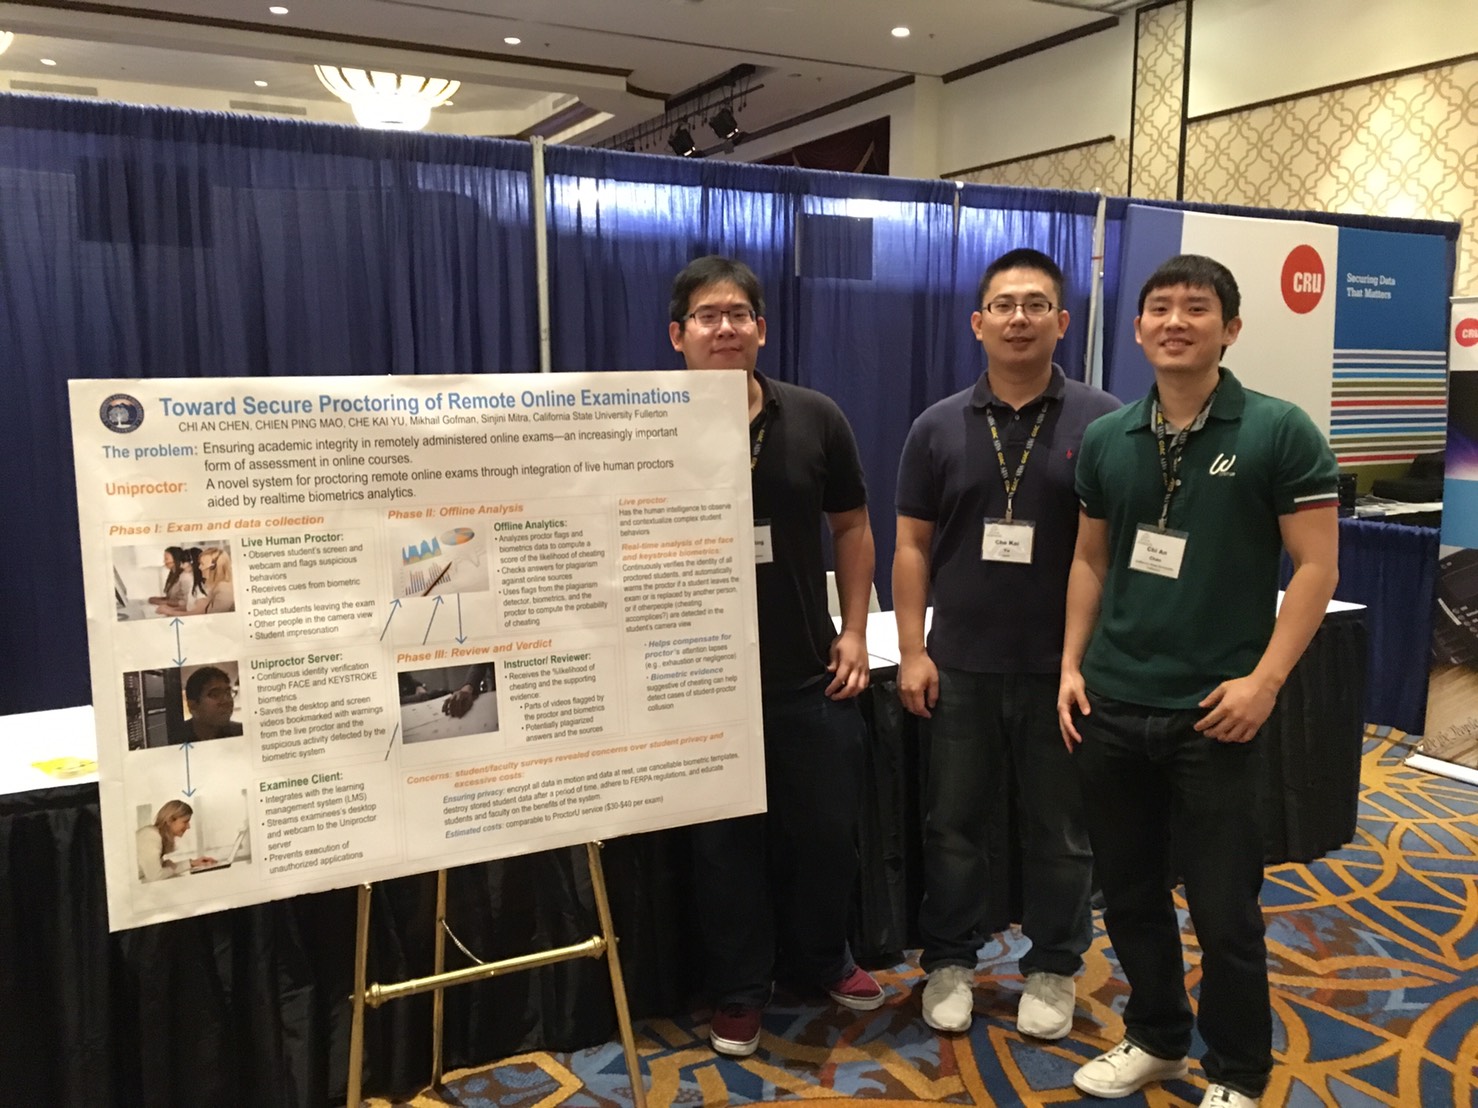 Toward Secure Proctoring of Remote Online Examinations
CHI AN CHEN, CHIEN PING MAO, CHE KAI YU, Mikhail Gofman, Sinjini Mitra, California State University Fullerton
The problem: Ensuring academic integrity in remotely administered online exams—an increasingly important
form of assessment in online courses.
Uniproctor: A novel system for proctoring remote online exams through integration of live human proctors
aided by realtime biometrics analytics.
Phase I: Exam and data collection
Live Human Proctor:
• Observes student's screen and
webcam and flags suspicious
behaviors
• Receives cues from biometric
analytics
• Detect students leaving the exam
• Other people in the camera view
• Student impresonation
Uniproctor Server:
• Continuous identity verification
through FACE and KEYSTROKE
biometrics
• Saves the desktop and screen
videos bookmarked with warnings
from the live proctor and the
suspicious activity detected by the
biometric system
Examinee Client:
• Integrates with the learning
management system (LMS)
• Streams examinees's desktop
and webcam to the Uniproctor
server
• Prevents execution of
unauthorized applications
Phase II: Offline Analysis
Offline Analytics:
• Analyzes proctor flags and
biometrics data to compute a
score of the likelihood of cheating
• Checks answers for plagiarism
against online sources
• Uses flags from the plagiarism
detector, biometrics, and the
proctor to compute the probability
of cheating
Phase III: Review and Verdict
Instructor/ Reviewer:
• Receives the %likelihood of
cheating and the supporting
evidence:
• Parts of videos flagged by
the proctor and biometrics
• Potentially plagiarized
answers and the sources
Live proctor:
Has the human intelligence to observe
and contextualize complex student
behaviors
Real-time analysis of the face
and keystroke biometrics:
Continuously verifies the identity of all
proctored students, and automatically
warns the proctor if a student leaves the
exam or is replaced by another person,
or if otherpeople (cheating
accomplices?) are detected in the
student's camera view
• Helps compensate for
proctor's attention lapses
(e.g., exhaustion or negligence)
• Biometric evidence
suggestive of cheating can help
detect cases of student-proctor
collusion
Concerns: student/faculty surveys revealed concerns over student privacy and
excessive costs:
Ensuring privacy: encrypt all data in motion and data at rest, use cancellable biometric templates,
destroy stored student data after a period of time, adhere to FERPA regulations, and educate
students and faculty on the benefits of the system.
Estimated costs: comparable to ProctorU service ($30-$40 per exam)
CRU
Securing Data
That Matters
CRU
Che Kai
Yu
Chi An
Chen
W